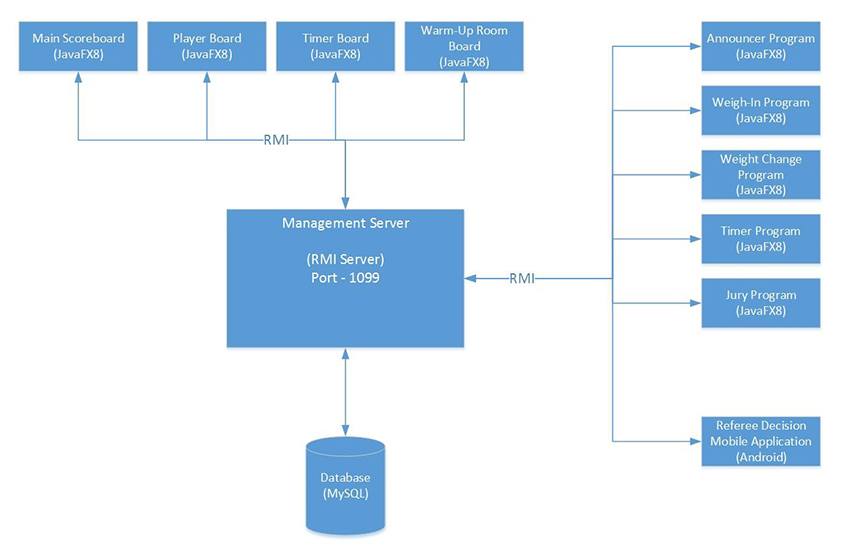 Main Scoreboard
(JavaFX8)
Player Board
(JavaFX8)
Timer Board
(JavaFX8)
Warm-Up Room
Board
(JavaFX8)
RMI
Management Server
(RMI Server)
Port - 1099
RMI
Announcer Program
(JavaFX8)
Weigh-In Program
(JavaFX8)
Weight Change
Program
(JavaFX8)
Timer Program
(JavaFX8)
Jury Program
(JavaFX8)
Referee Decision
Mobile Application
(Android)
Database
(MySQL)